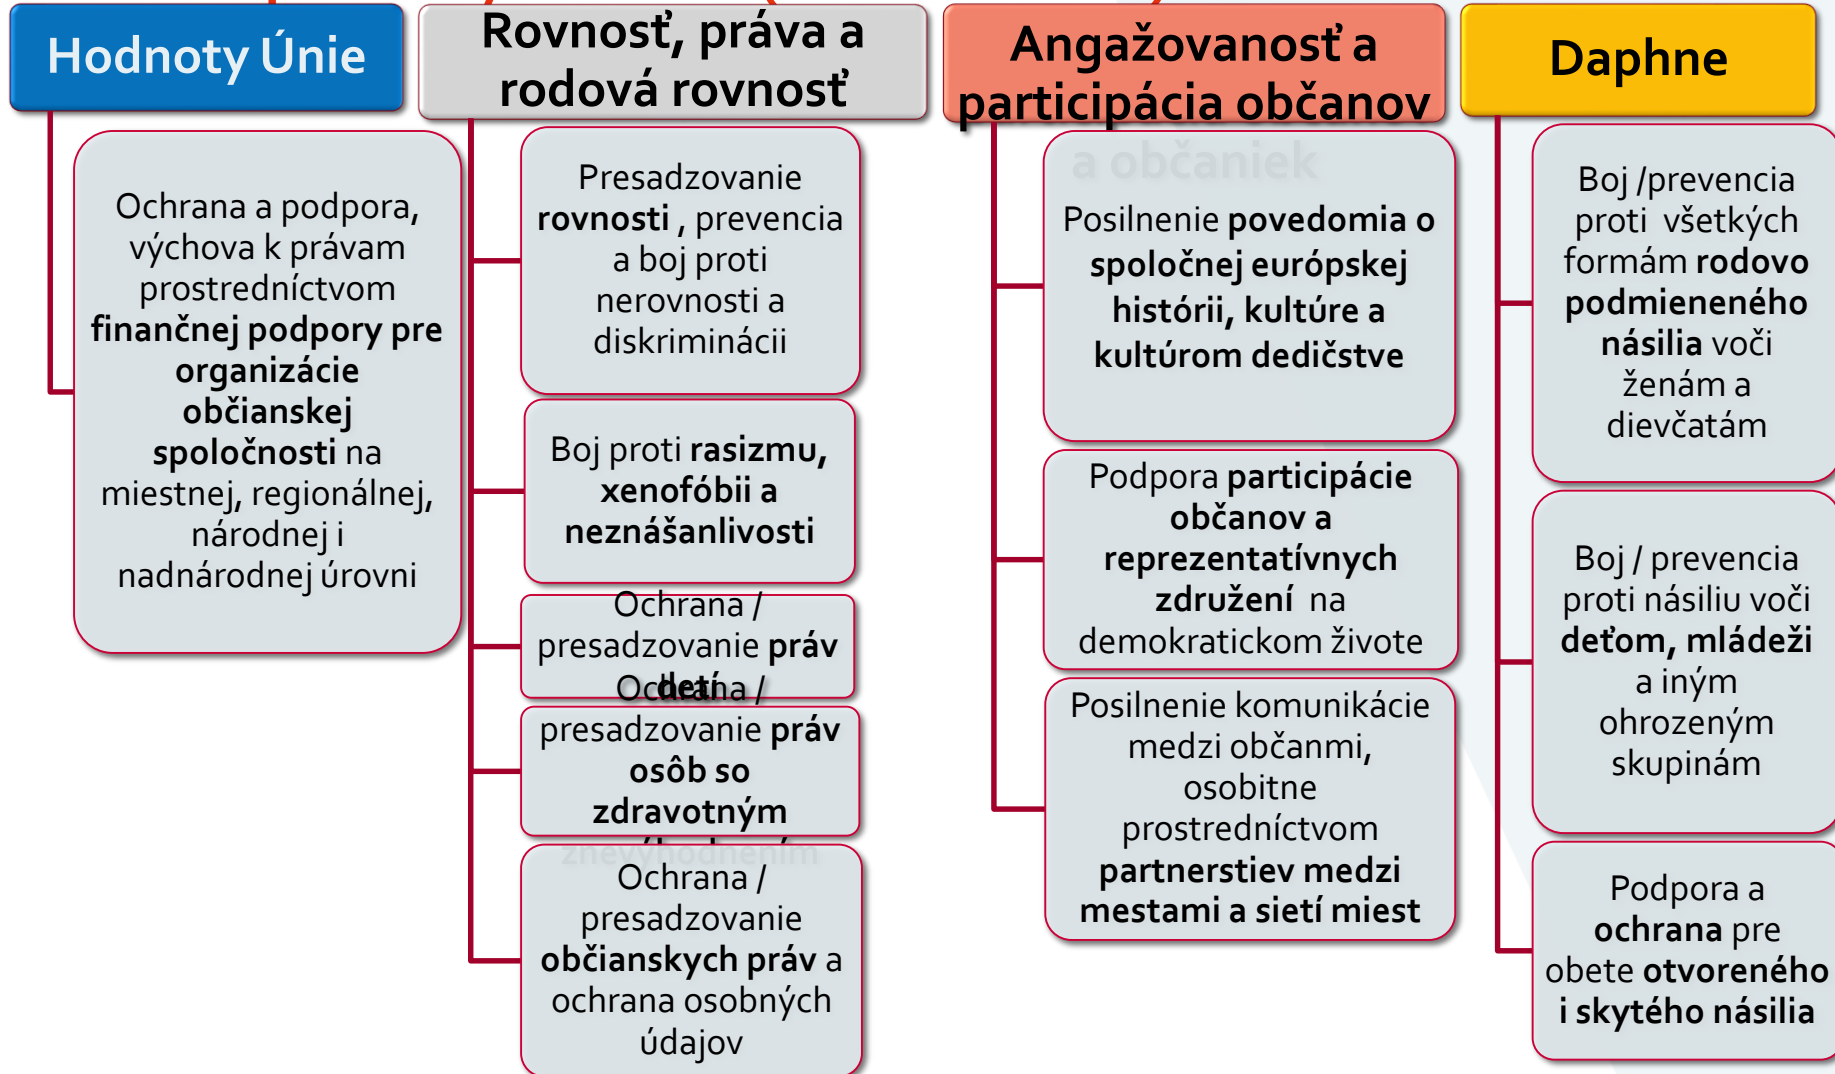 Hodnoty Únie
Ochrana a podpora,
výchova k právam
prostredníctvom
finančnej podpory pre
organizácie
občianskej
spoločnosti na
miestnej, regionálnej,
národnej i
nadnárodnej úrovni
Rovnosť, práva a
rodová rovnosť
Presadzovanie
rovnosti , prevencia
a boj proti
nerovnosti a
diskriminácii
Boj proti rasizmu,
xenofóbii a
neznášanlivosti
Ochrana /
presadzovanie práv
detí
Ochrana /
presadzovanie práv
osôb so
zdravotným
znevýhodnením
Ochrana /
presadzovanie
občianskych práv a
ochrana osobných
údajov
Angažovanosť a
participácia občanov
a občaniek
Posilnenie povedomia o
spoločnej európskej
histórii, kultúre a
kultúrom dedičstve
Podpora participácie
občanov a
reprezentatívnych
združení na
demokratickom živote
Posilnenie komunikácie
medzi občanmi,
osobitne
prostredníctvom
partnerstiev medzi
mestami a sietí miest
Daphne
Boj /prevencia
proti všetkých
formám rodovo
podmieneného
násilia voči
ženám a
dievčatám
Boj / prevencia
proti násiliu voči
deťom, mládeži
a iným
ohrozeným
skupinám
Podpora a
ochrana pre
obete otvoreného
i skytého násilia